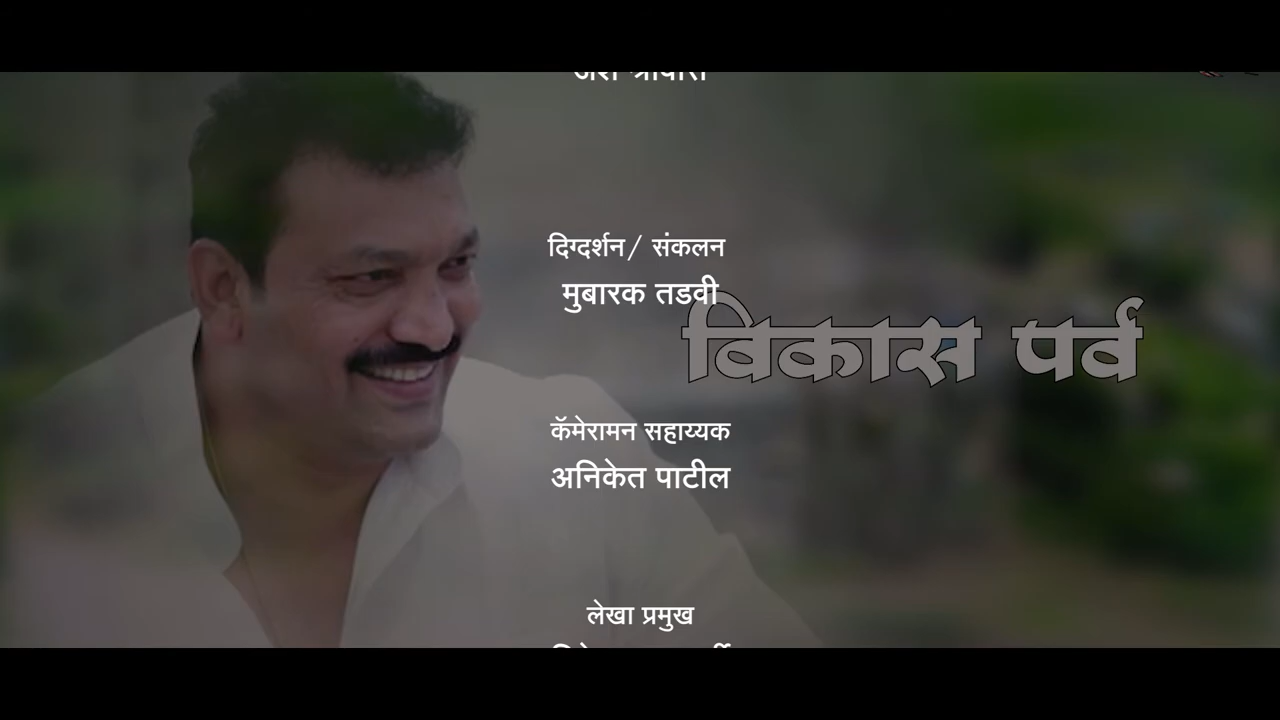 दिग्दर्शन/ संकलन
मुबारक तडवी
विकास पर्व
कॅमेरामन सहाय्यक
अनिकेत पाटील
लेखा प्रमुख